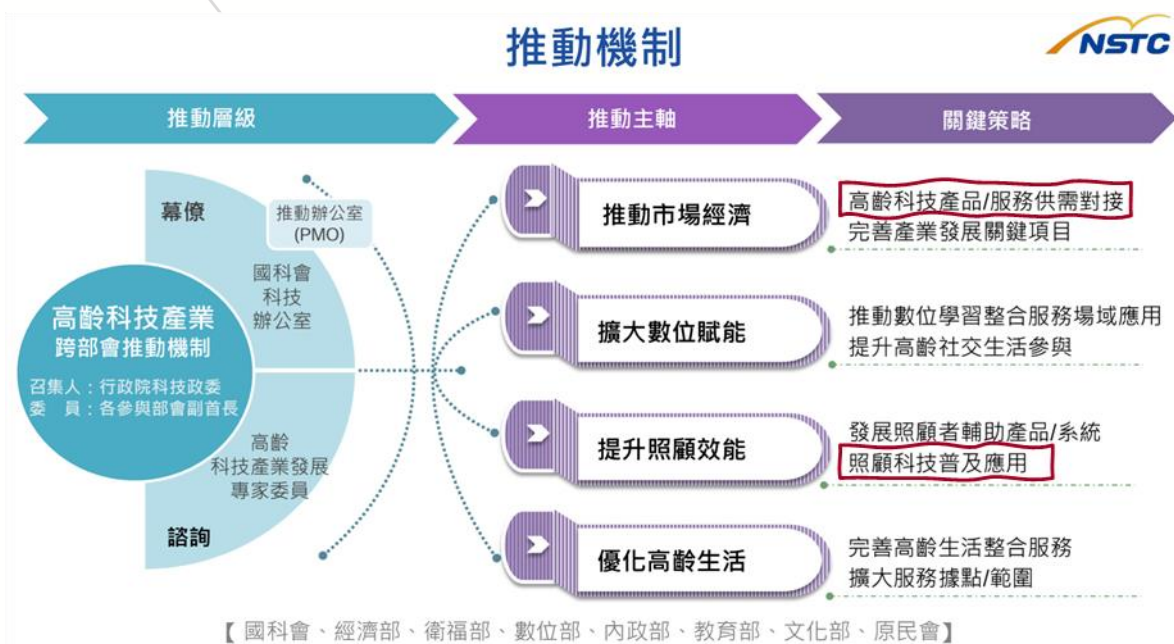 推動機制
NSTC
推動層級
推動主軸
關鍵策略
幕僚
推動辦公室
(PMO)
國科會
科技
辦公室
高齡科技產業
跨部會推動機制
召集人：行政院科技政委
委　員：各參與部會副首長
高齡
科技產業發展
專家委員
諮詢
推動市場經濟
高齡科技產品/服務供需對接
完善產業發展關鍵項目
擴大數位賦能
推動數位學習整合服務場域應用
提升高齡社交生活參與
提升照顧效能
發展照顧者輔助產品/系統
照顧科技普及應用
優化高齡生活
完善高齡生活整合服務
擴大服務據點/範圍
【 國科會、經濟部、衛福部、數位部、內政部、教育部、文化部、原民會】